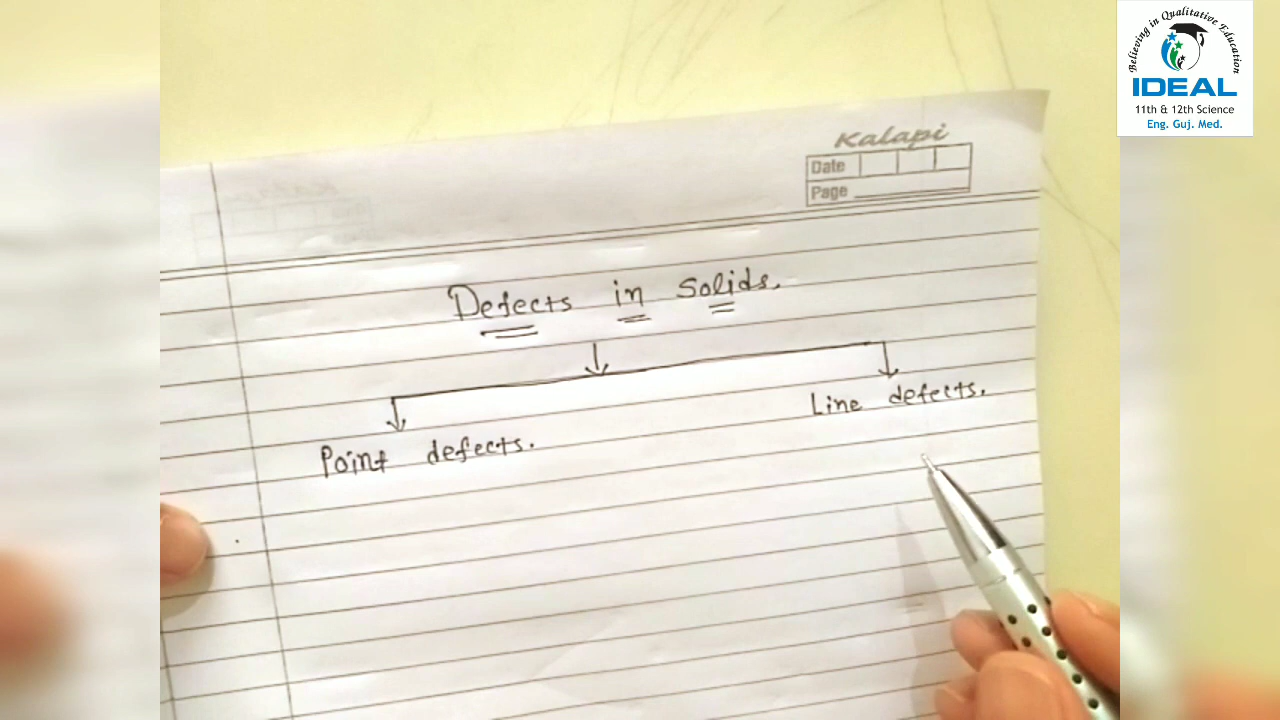 Believing in Qualitative Education
IDEAL
11th & 12th Science
Eng. Guj. Med.
Kalapi
Date
Page
Defects in Solids.
Point defects.
Line defects.